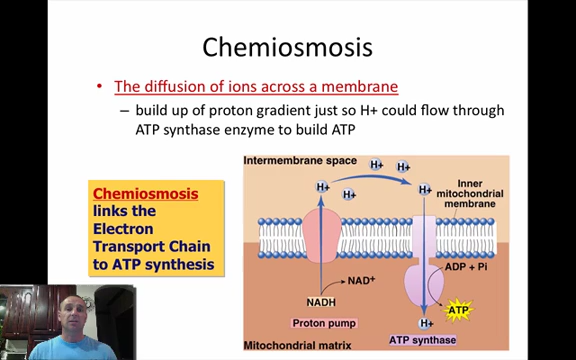 Chemiosmosis
• The diffusion of ions across a membrane
– build up of proton gradient just so H+ could flow through
ATP synthase enzyme to build ATP
Chemiosmosis
links the
Electron
Transport Chain
to ATP synthesis
Intermembrane space
H+
H+
H+
H+
H+
Inner
mitochondrial
membrane
ADP + Pi
NAD+
NADH
ATP
H+
Proton pump
ATP synthase
Mitochondrial matrix